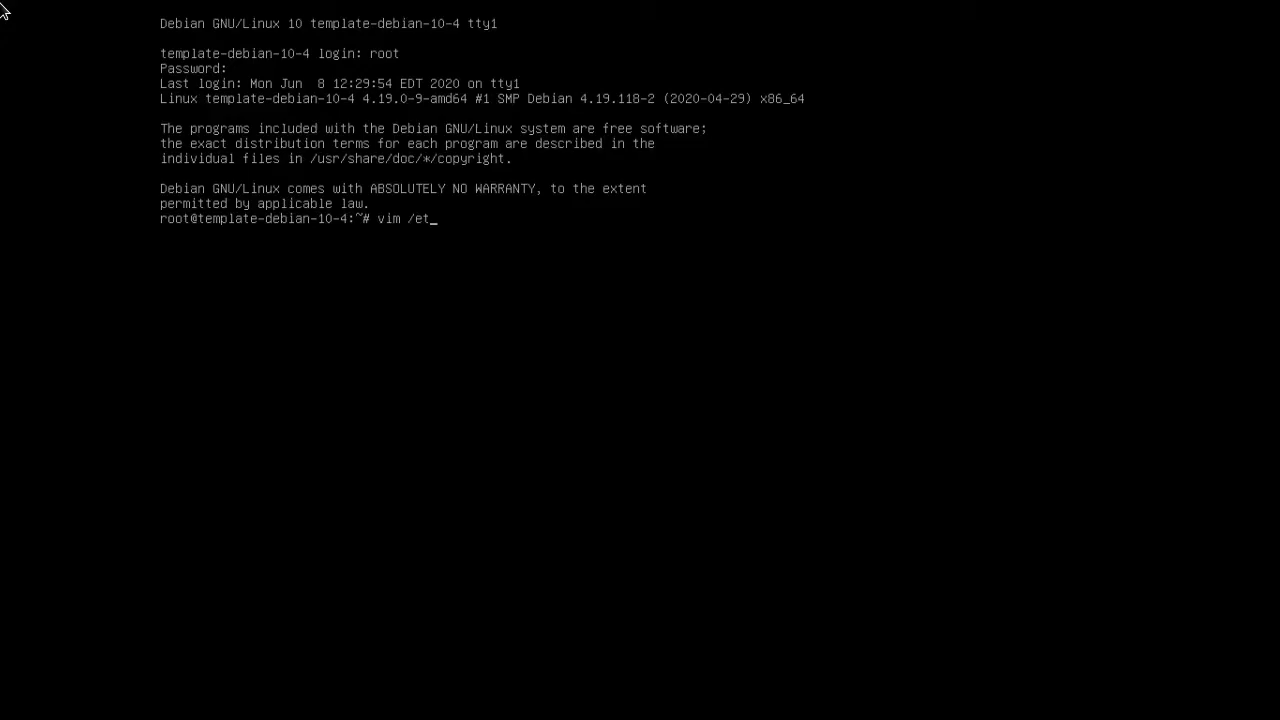 Debian GNU/Linux 10 template-debian-10-4 tty1
template-debian-10-4 login: root
Password:
Last login: Mon Jun  8 12:29:54 EDT 2020 on tty1
Linux template-debian-10-4 4.19.0-9-amd64 #1 SMP Debian 4.19.118-2 (2020-04-29) x86_64
The programs included with the Debian GNU/Linux system are free software;
the exact distribution terms for each program are described in the
individual files in /usr/share/doc/*/copyright.
Debian GNU/Linux comes with ABSOLUTELY NO WARRANTY, to the extent
permitted by applicable law.
root@template-debian-10-4:~# vim /et_